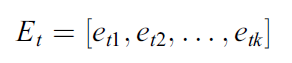 E_t = [e_{t1}, e_{t2}, . . . , e_{tk}]